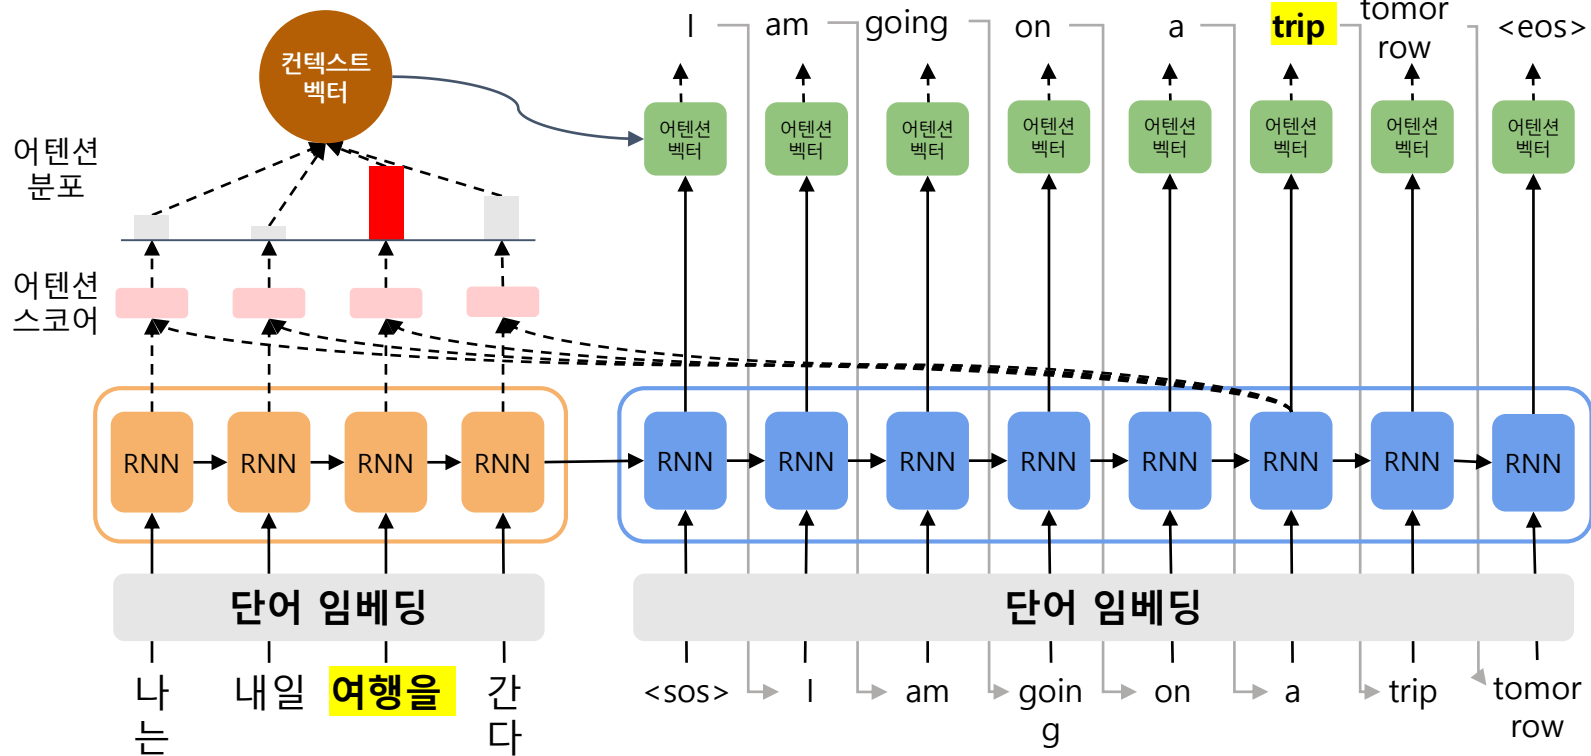 I am going on a trip tomor
row <eos>
컨텍스트
벡터
어텐션
분포
어텐션
벡터
어텐션
벡터
어텐션
벡터
어텐션
벡터
어텐션
벡터
어텐션
벡터
어텐션
벡터
어텐션
벡터
어텐션
스코어
RNN RNN RNN RNN
RNN RNN RNN RNN RNN RNN RNN RNN
단어 임베딩
단어 임베딩
나
는
내일
여행을
간
다
<sos>
I
am
goin
g
on
a
trip
tomor
row